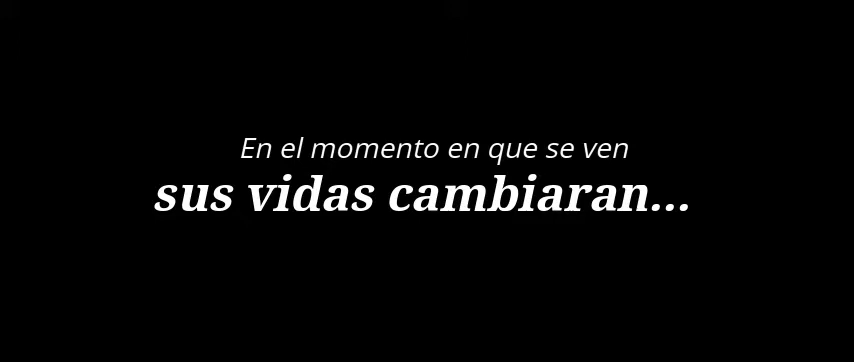 En el momento en que se ven
sus vidas cambiaran...